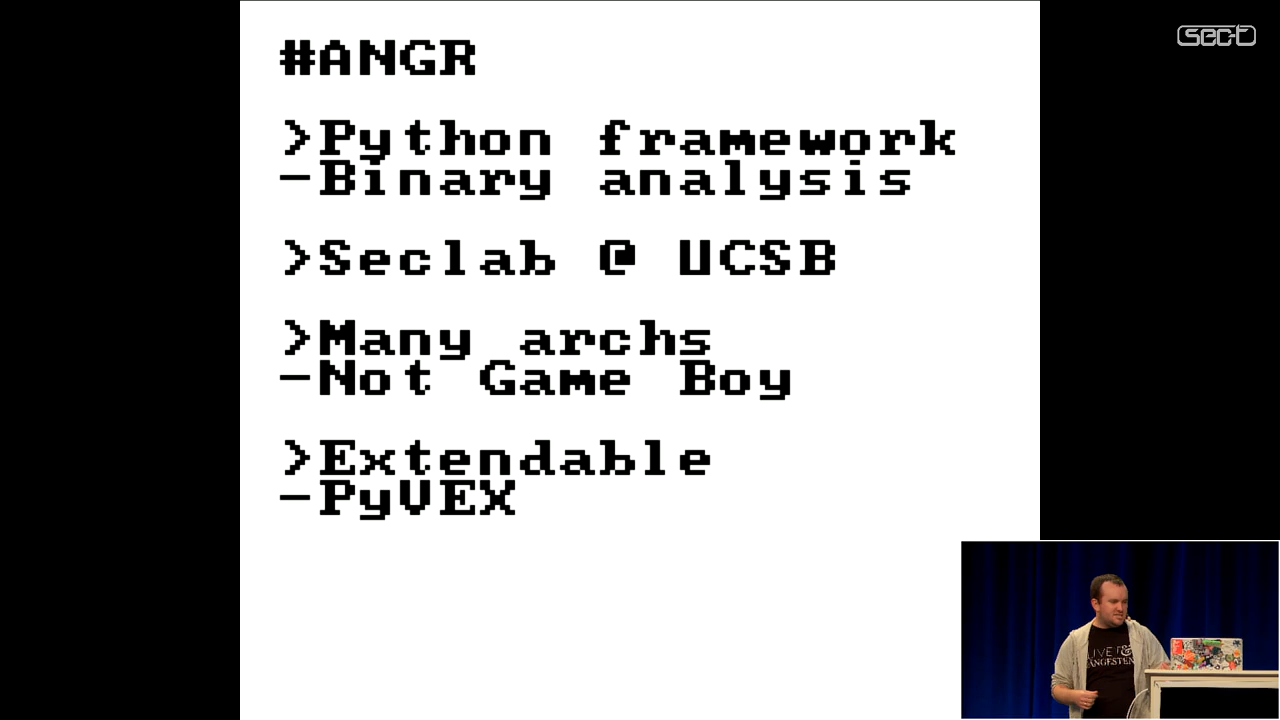 #ANGR
>Python framework
-Binary analysis
>Seclab @ UCSB
>Many archs
-Not Game Boy
>Extendable
-PyVEX
sec-t